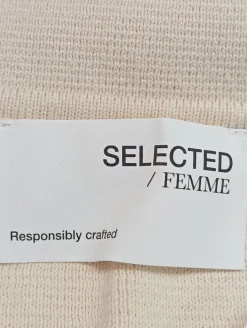 SELECTED
/ FEMME
Responsibly crafted